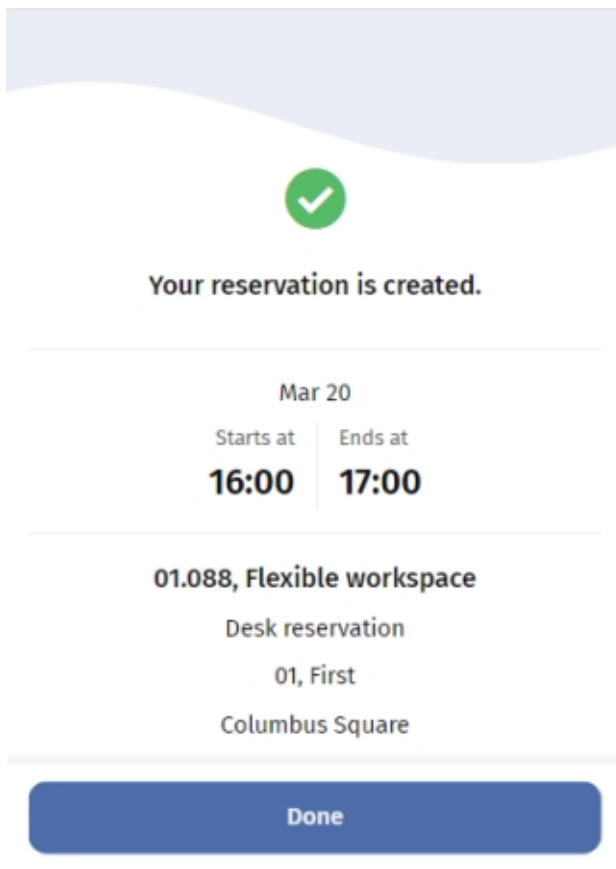 Your reservation is created.
Mar 20
Starts at Ends at
16:00 17:00
01.088, Flexible workspace
Desk reservation
01, First
Columbus Square
Done